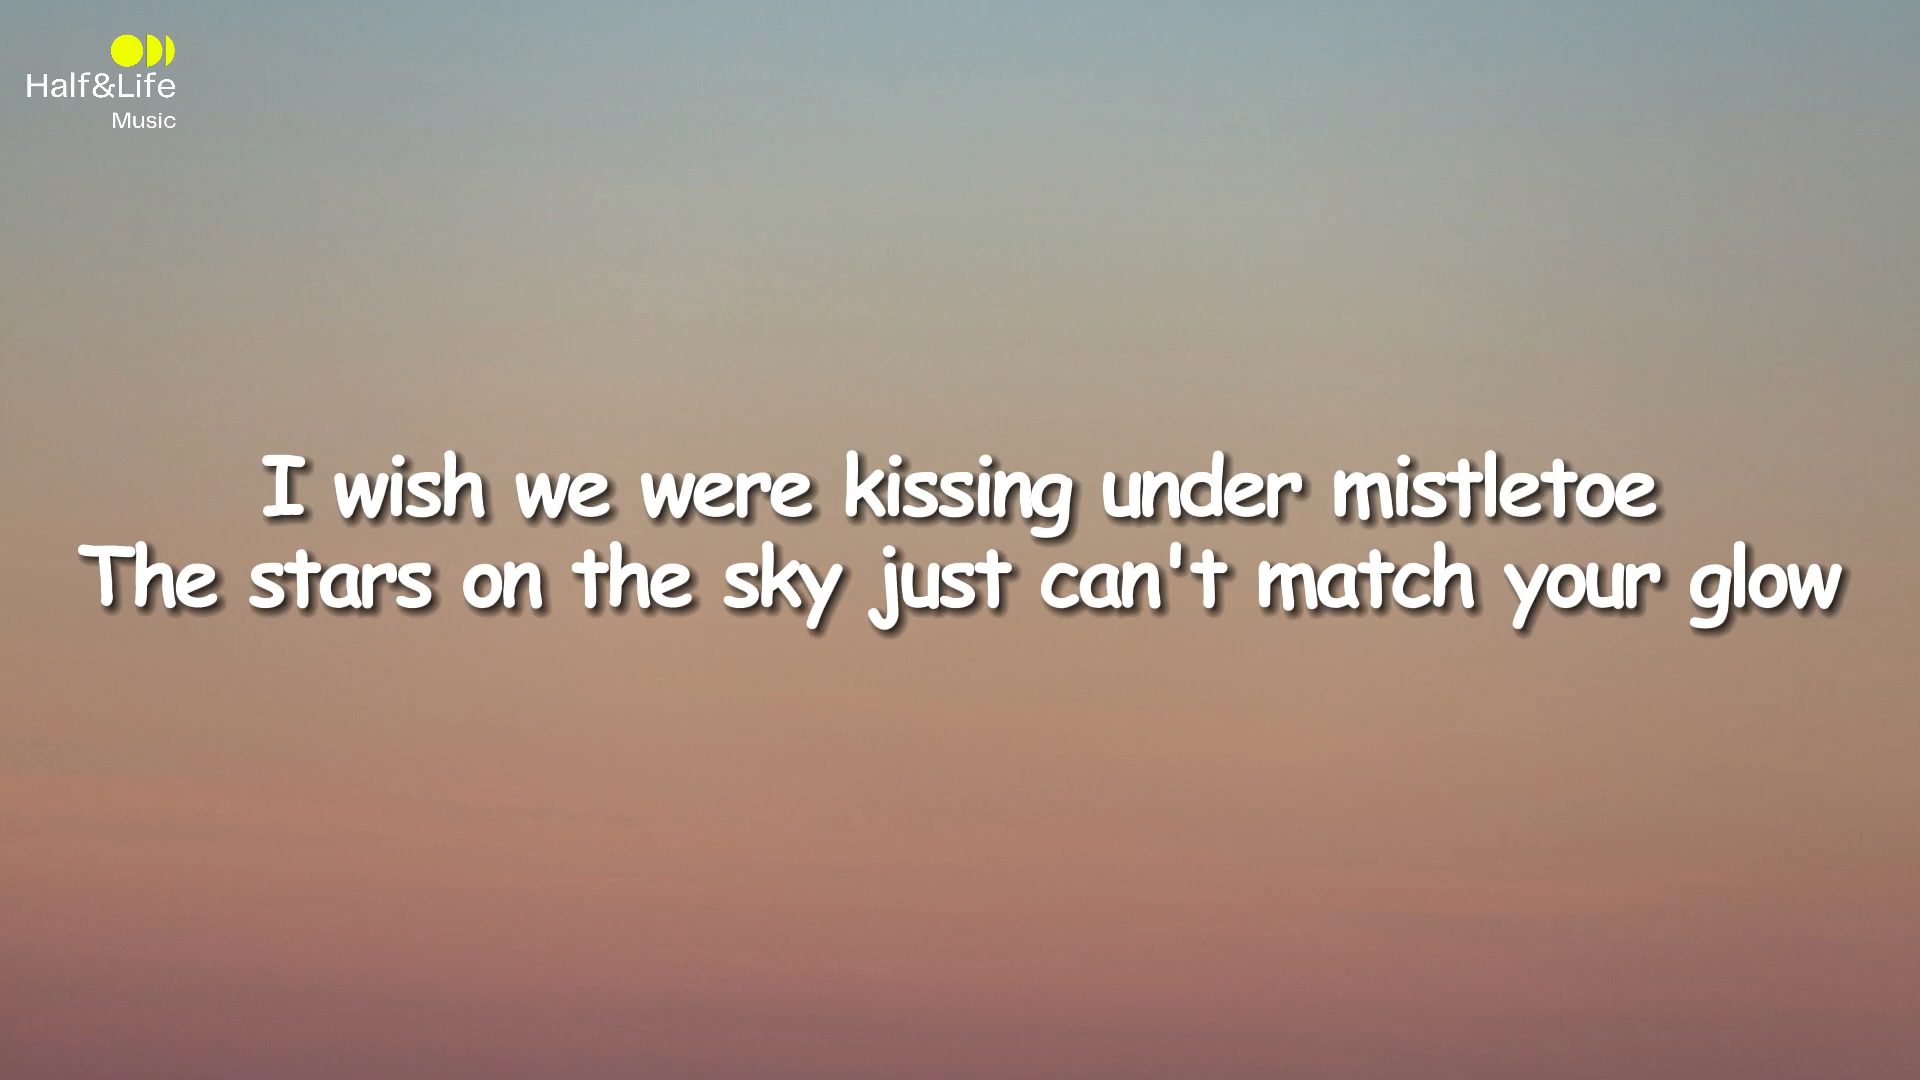 Half&Life
Music
I wish we were kissing under mistletoe
The stars on the sky just can't match your glow